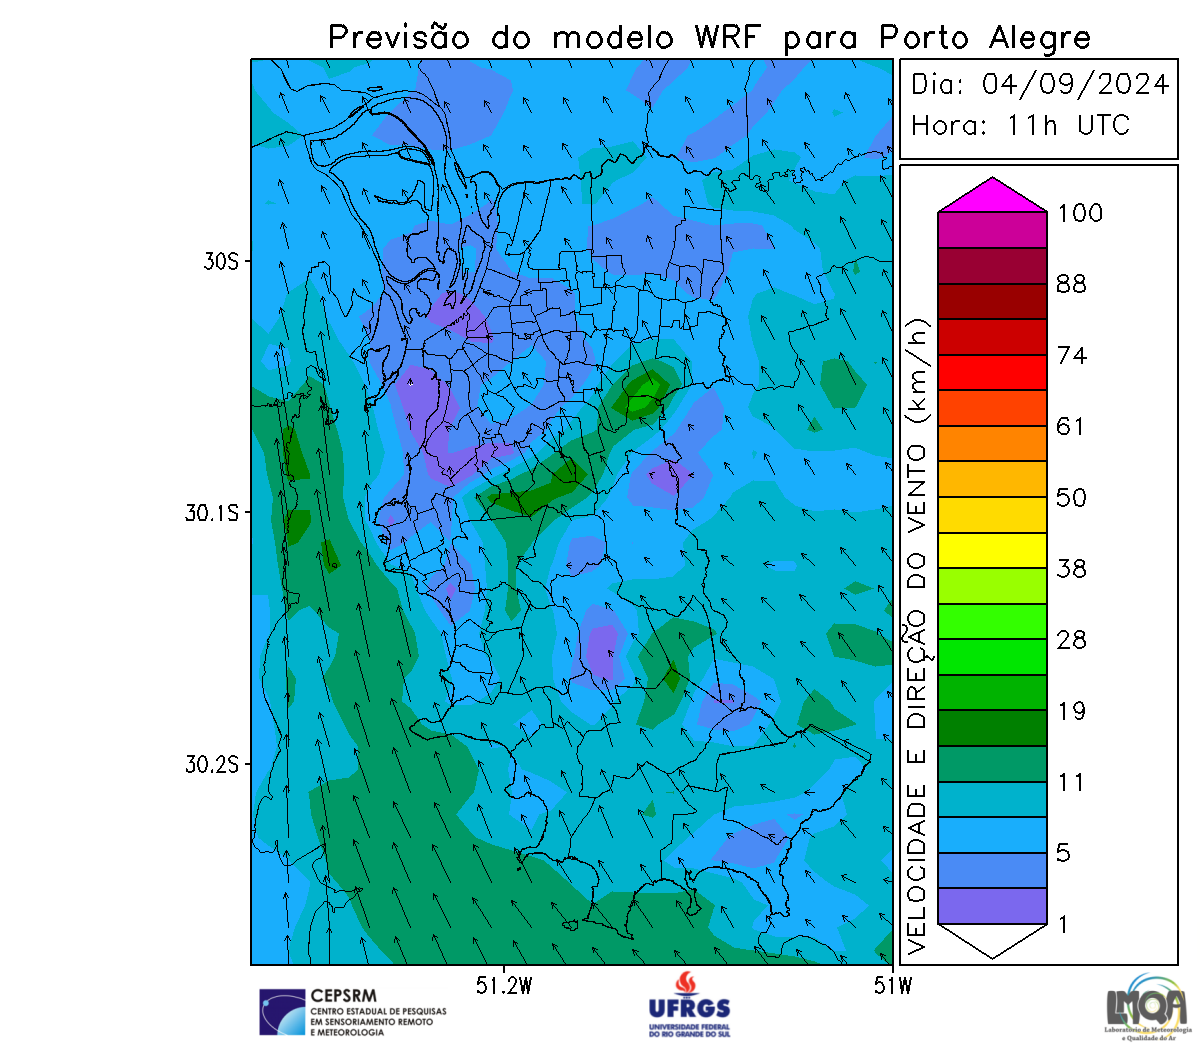 Previsão do modelo WRF para Porto Alegre
Dia: 04/09/2024
Hora: 11h UTC
30S
30.1S
30.2S
51.2W
51W
VELOCIDADE E DIREÇÃO DO VENTO (km/h)
100
88
74
61
50
38
28
19
11
5
1
CEPSRM
CENTRO ESTADUAL DE PESQUISAS
EM SENSORIAMENTO REMOTO
E METEOROLOGIA
UFRGS
UNIVERSIDADE FEDERAL
DO RIO GRANDE DO SUL
LMQA
Laboratório de Meteorologia
e Qualidade do Ar